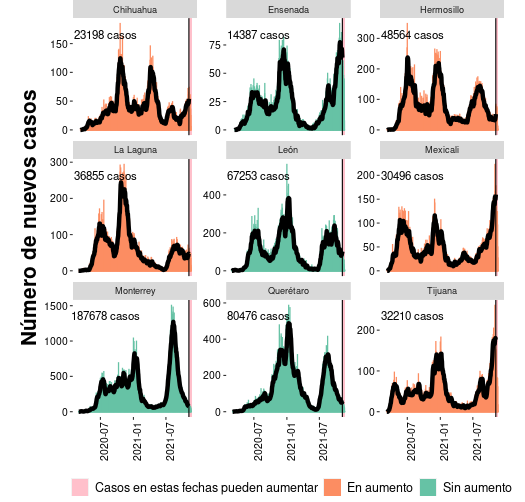 Número de nuevos casos
Chihuahua
23198 casos
150
100
50
0
Ensenada
14387 casos
75
50
25
0
Hermosillo
48564 casos
300
200
100
0
La Laguna
36855 casos
300
200
100
0
León
67253 casos
400
200
0
Mexicali
30496 casos
200
150
100
50
0
Monterrey
187678 casos
1500
1000
500
0
Querétaro
80476 casos
600
400
200
0
Tijuana
32210 casos
200
100
0
2020-07
2021-01
2021-07
2020-07
2021-01
2021-07
2020-07
2021-01
2021-07
Casos en estas fechas pueden aumentar
En aumento
Sin aumento